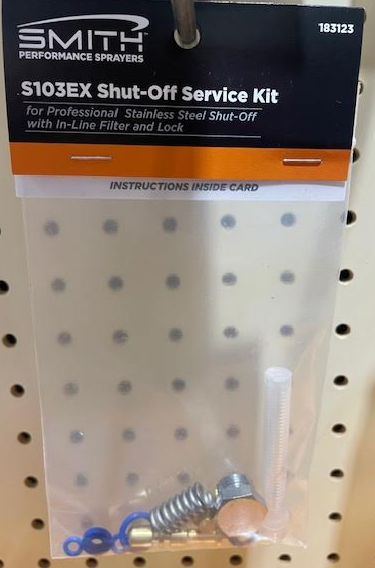 SMITH™
183123
PERFORMANCE SPRAYERS
S103EX Shut-Off Service Kit
for Professional Stainless Steel Shut-Off
with In-Line Filter and Lock
INSTRUCTIONS INSIDE CARD